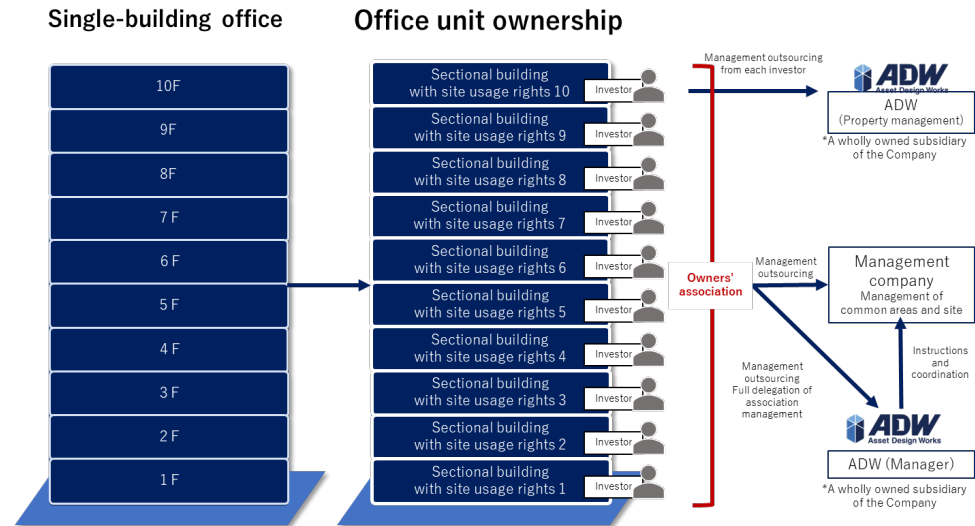 Single-building office
Office unit ownership
10F
9F
8F
7 F
6 F
5 F
4 F
3 F
2 F
1 F
Sectional building
with site usage rights 10
Investor
Sectional building
with site usage rights 9
Investor
Sectional building
with site usage rights 8
Investor
Sectional building
with site usage rights 7
Investor
Sectional building
with site usage rights 6
Investor
Sectional building
with site usage rights 5
Investor
Sectional building
with site usage rights 4
Investor
Sectional building
with site usage rights 3
Investor
Sectional building
with site usage rights 2
Investor
Sectional building
with site usage rights 1
Investor
Owners'
association
Management outsourcing
from each investor
ADW
Asset Design Works
ADW
(Property management)
*A wholly owned subsidiary
of the Company
Management
outsourcing
Management
company
Management of
common areas and site
Instructions
and
coordination
Management
outsourcing
Full delegation of
association
management
ADW
Asset Design Works
ADW (Manager)
*A wholly owned subsidiary
of the Company